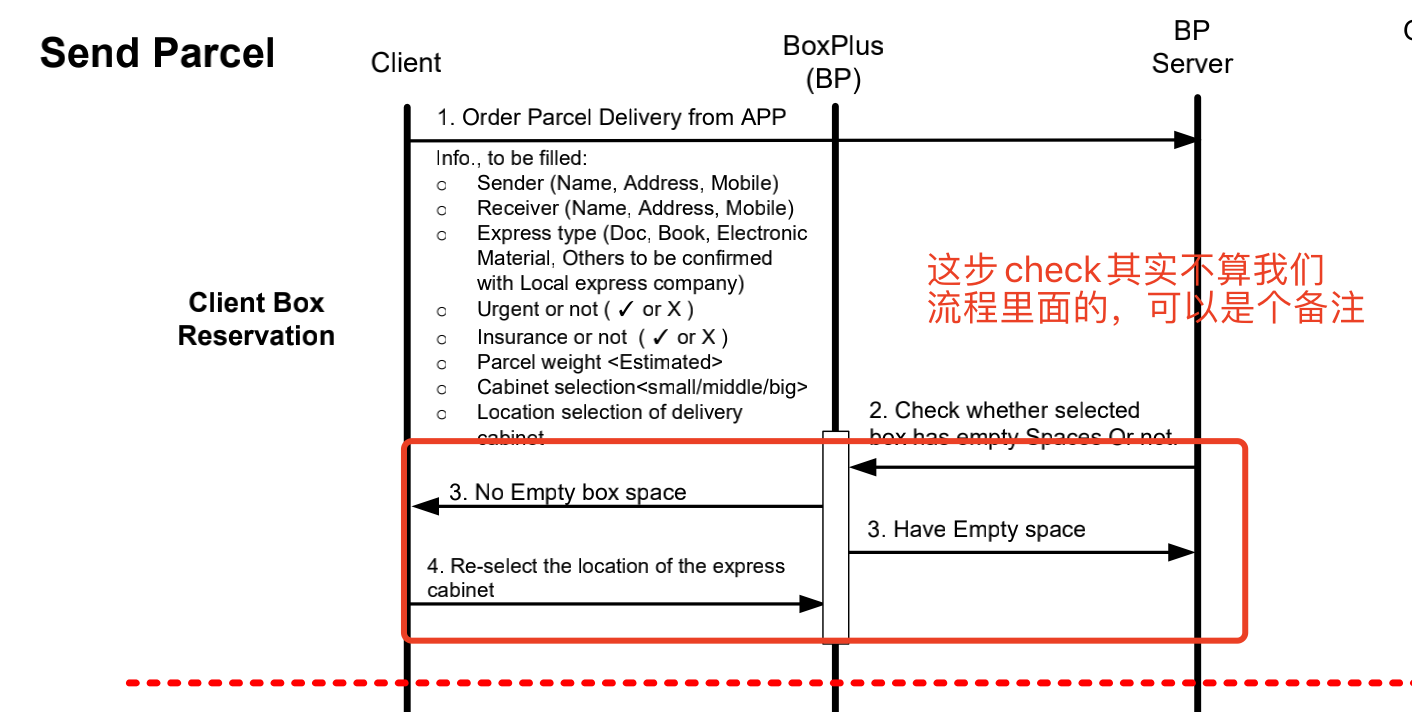 Send Parcel
Client
BoxPlus
(BP)
BP
Server
1. Order Parcel Delivery from APP
Info., to be filled:
○ Sender (Name, Address, Mobile)
○ Receiver (Name, Address, Mobile)
○ Express type (Doc, Book, Electronic
Material, Others to be confirmed
with Local express company)
○ Urgent or not ( ✓ or X )
○ Insurance or not ( ✓ or X )
○ Parcel weight <Estimated>
○ Cabinet selection<small/middle/big>
○ Location selection of delivery
cabinet
Client Box
Reservation
这步check其实不算我们
流程里面的，可以是个备注
2. Check whether selected
box has empty Spaces Or not.
3. No Empty box space
3. Have Empty space
4. Re-select the location of the express
cabinet